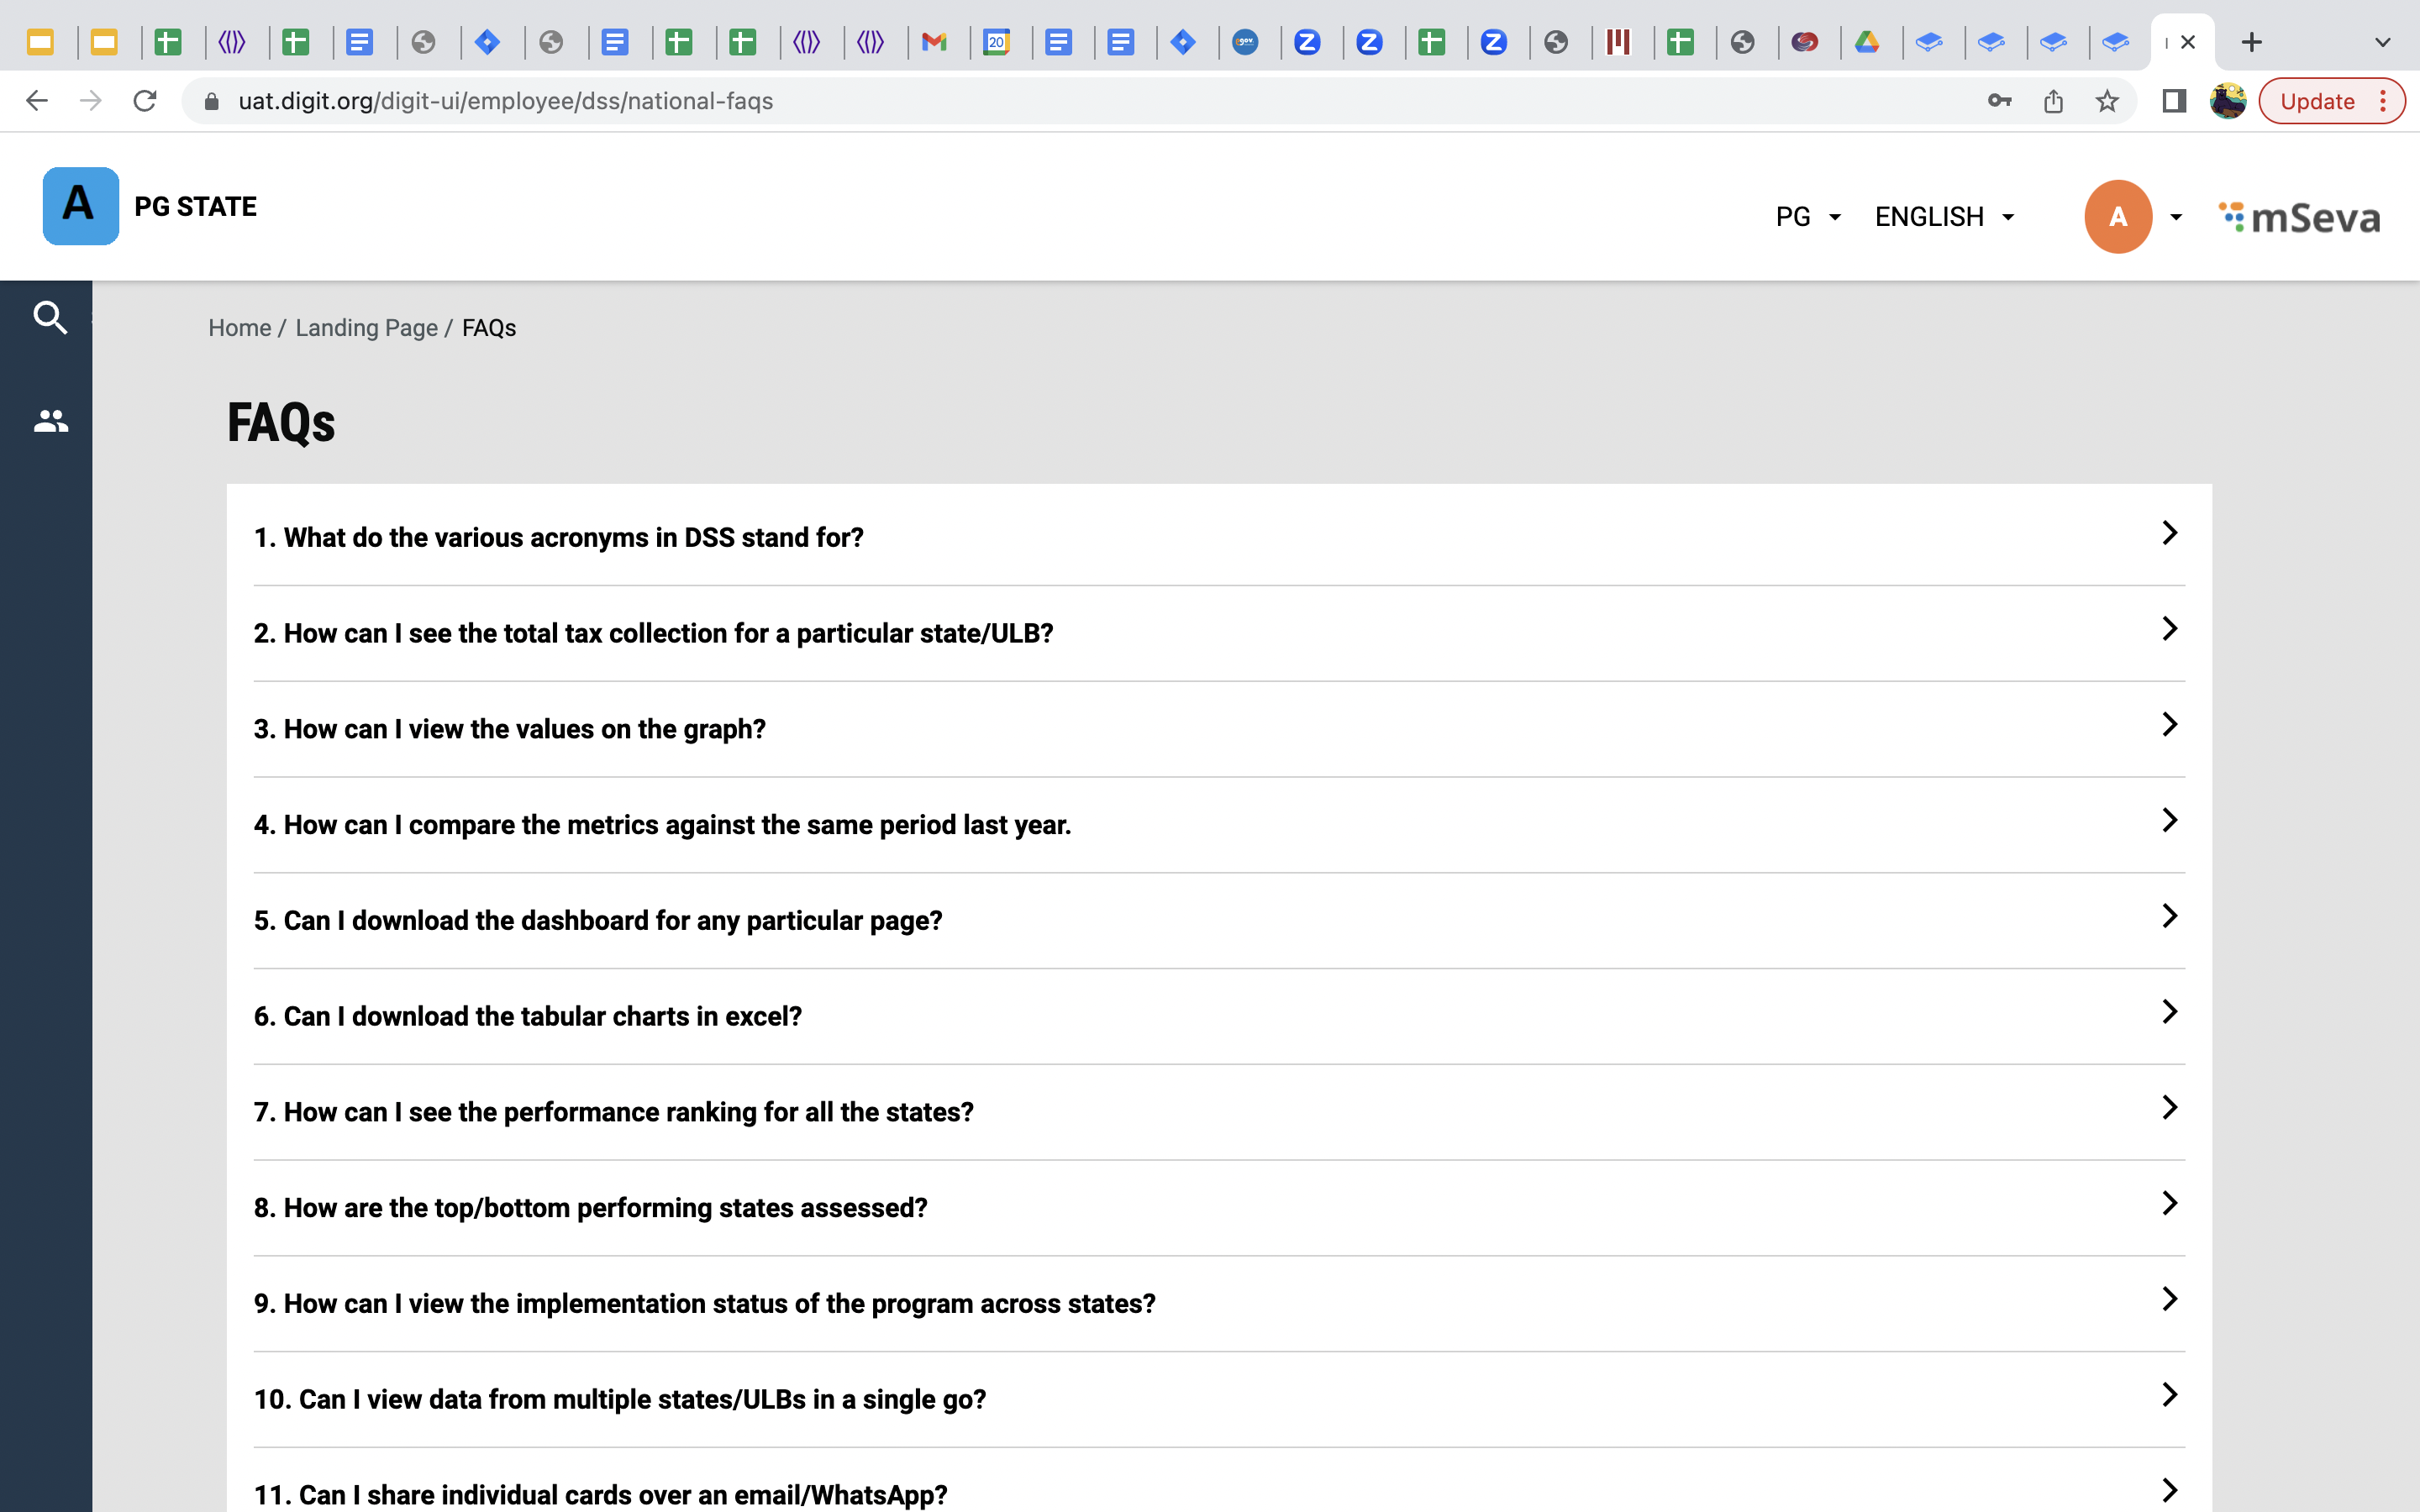 20
uat.digit.org/digit-ui/employee/dss/national-faqs
Update
A
PG STATE
PG
ENGLISH
A
mSeva
Home / Landing Page / FAQs
FAQs
1. What do the various acronyms in DSS stand for?
2. How can I see the total tax collection for a particular state/ULB?
3. How can I view the values on the graph?
4. How can I compare the metrics against the same period last year.
5. Can I download the dashboard for any particular page?
6. Can I download the tabular charts in excel?
7. How can I see the performance ranking for all the states?
8. How are the top/bottom performing states assessed?
9. How can I view the implementation status of the program across states?
10. Can I view data from multiple states/ULBs in a single go?
11. Can I share individual cards over an email/WhatsApp?